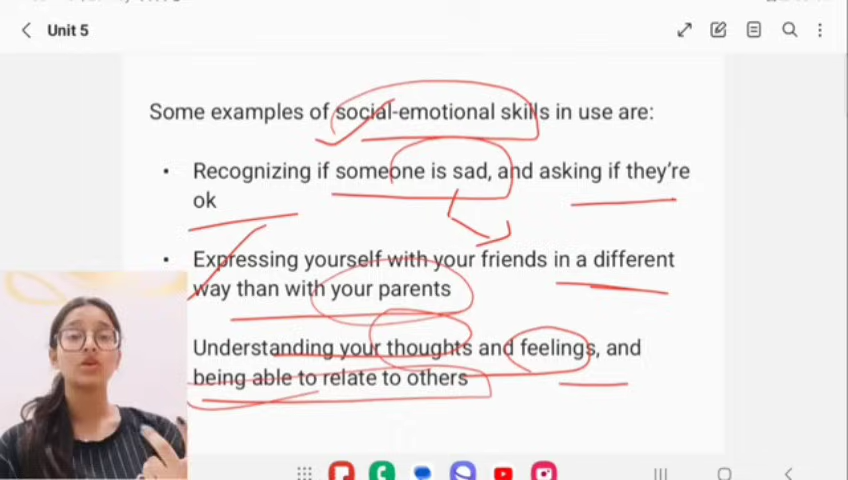 Unit 5
Some examples of social-emotional skills in use are:
• Recognizing if someone is sad, and asking if they're
ok
• Expressing yourself with your friends in a different
way than with your parents
Understanding your thoughts and feelings, and
being able to relate to others